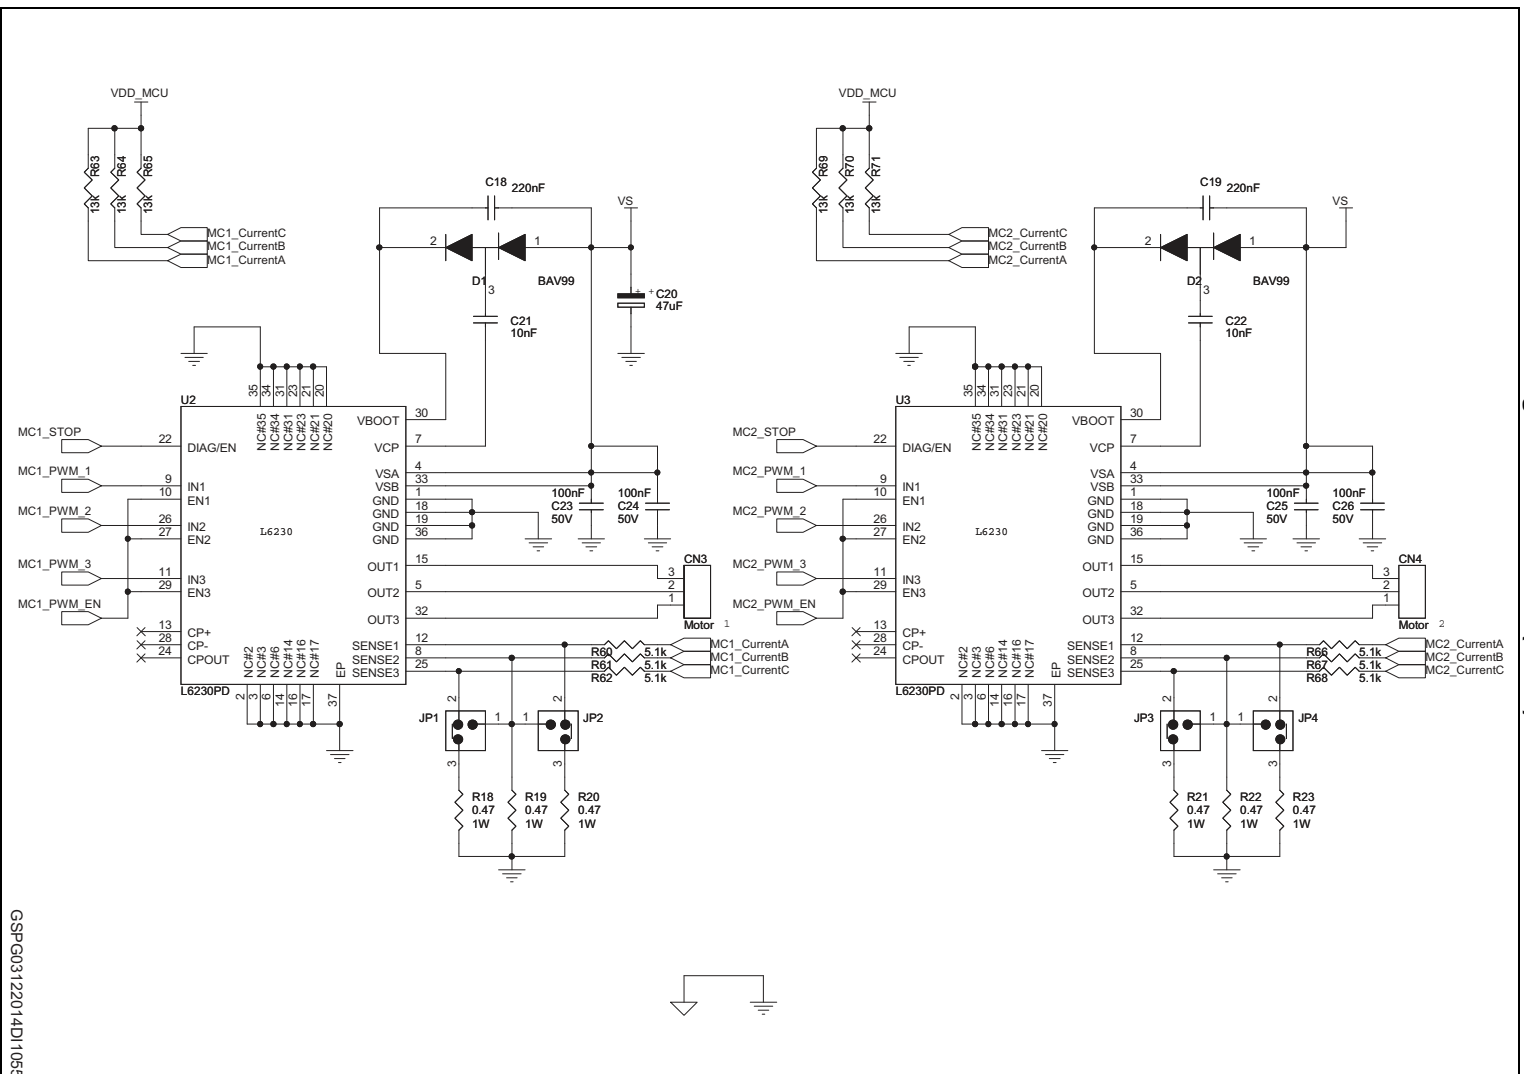 VDD_MCU
R63
13k
R64
13k
R65
13k
MC1_CurrentC
MC1_CurrentB
MC1_CurrentA
C18
220nF
VS
2
1
D1
3
BAV99
+
+
C20
47uF
C21
10nF
35
34
31
23
21
20
U2
NC#35
NC#34
NC#31
NC#23
NC#21
NC#20
VBOOT
30
MC1_STOP
22
DIAG/EN
VCP
7
MC1_PWM_1
9
IN1
10
EN1
VSA
4
VSB
33
GND
1
GND
18
GND
19
GND
36
100nF
C23
50V
100nF
C24
50V
MC1_PWM_2
26
IN2
27
EN2
L6230
MC1_PWM_3
11
IN3
29
EN3
MC1_PWM_EN
OUT1
15
OUT2
5
OUT3
32
CN3
3
2
1
Motor 1
13
CP+
28
CP-
24
CPOUT
SENSE1
12
SENSE2
8
SENSE3
25
R60
5.1k
R61
5.1k
R62
5.1k
MC1_CurrentA
MC1_CurrentB
MC1_CurrentC
NC#2
NC#3
NC#6
NC#14
NC#16
NC#17
EP
L6230PD
2
3
6
14
16
17
37
JP1
2
1
3
JP2
2
1
3
R18
0.47
1W
R19
0.47
1W
R20
0.47
1W
VDD_MCU
R69
13k
R70
13k
R71
13k
MC2_CurrentC
MC2_CurrentB
MC2_CurrentA
C19
220nF
VS
2
1
D2
3
BAV99
C22
10nF
35
34
31
23
21
20
U3
NC#35
NC#34
NC#31
NC#23
NC#21
NC#20
VBOOT
30
MC2_STOP
22
DIAG/EN
VCP
7
MC2_PWM_1
9
IN1
10
EN1
VSA
4
VSB
33
GND
1
GND
18
GND
19
GND
36
100nF
C25
50V
100nF
C26
50V
MC2_PWM_2
26
IN2
27
EN2
L6230
MC2_PWM_3
11
IN3
29
EN3
MC2_PWM_EN
OUT1
15
OUT2
5
OUT3
32
CN4
3
2
1
Motor 2
13
CP+
28
CP-
24
CPOUT
SENSE1
12
SENSE2
8
SENSE3
25
R66
5.1k
R67
5.1k
R68
5.1k
MC2_CurrentA
MC2_CurrentB
MC2_CurrentC
NC#2
NC#3
NC#6
NC#14
NC#16
NC#17
EP
L6230PD
2
3
6
14
16
17
37
JP3
2
1
3
JP4
2
1
3
R21
0.47
1W
R22
0.47
1W
R23
0.47
1W
GSPG03122014DI1055